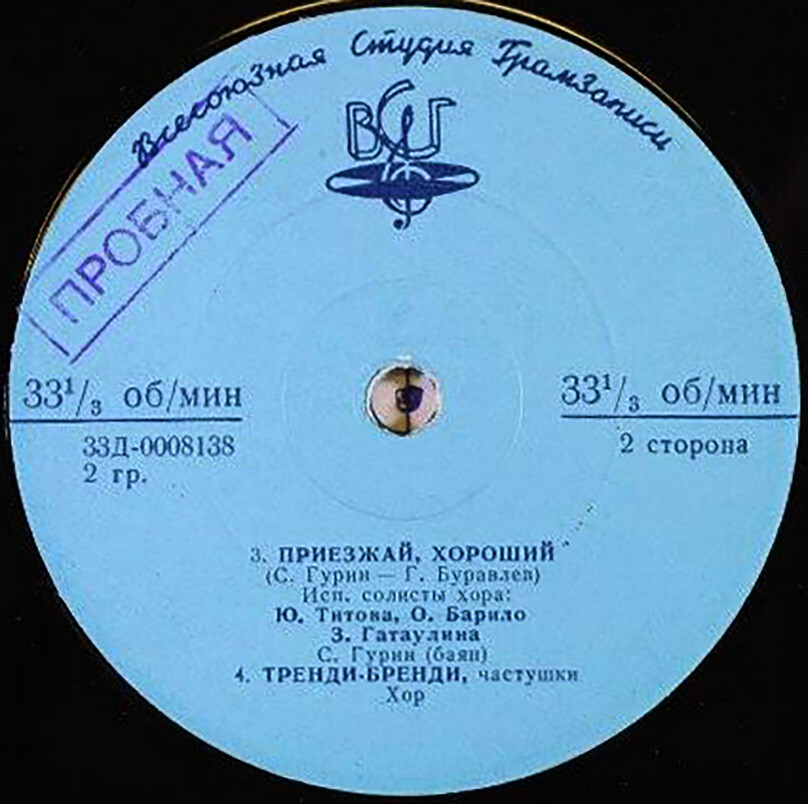 Всесоюзная Студия Грамзаписи
ВСГ
ПРОБНАЯ
33¹/₃ об/мин
33Д-0008138
2 гр.
33¹/₃ об/мин
2 сторона
3. ПРИЕЗЖАЙ, ХОРОШИЙ
(С. Гурин — Г. Буравлев)
Исп. солисты хора:
Ю. Титова, О. Барило
З. Гатаулина
С. Гурин (баян)
4. ТРЕНДИ-БРЕНДИ, частушки
Хор